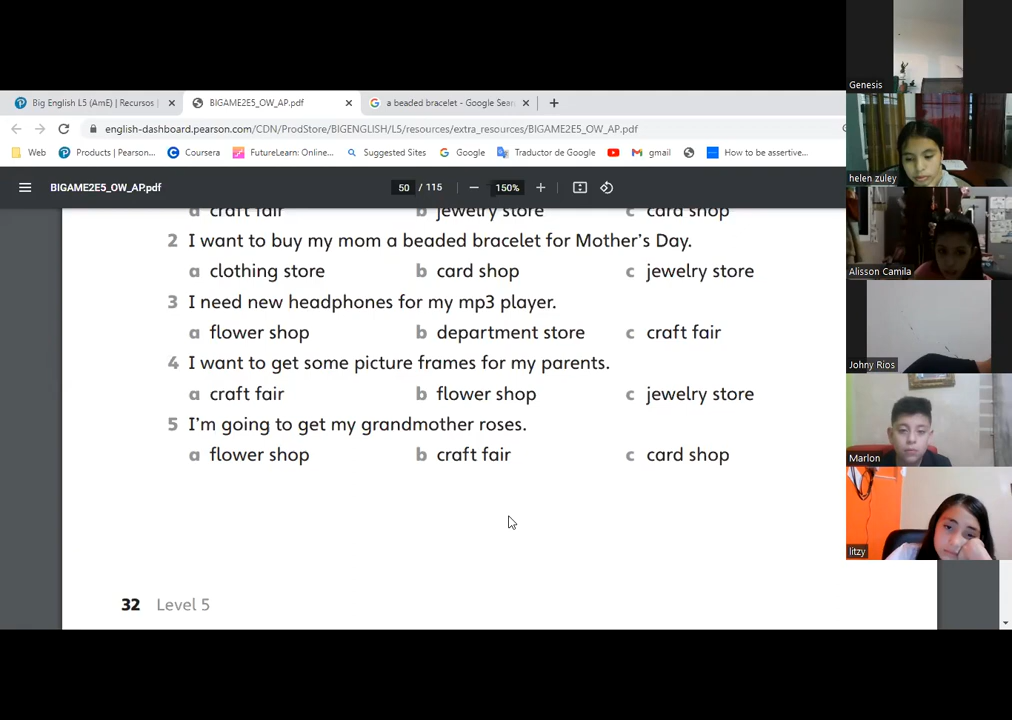 Big English L5 (AmE) | Recursos |
BIGAME2E5_OW_AP.pdf
a beaded bracelet - Google Sear
english-dashboard.pearson.com/CDN/ProdStore/BIGENGLISH/L5/resources/extra_resources/BIGAME2E5_OW_AP.pdf
Web Products | Pearson... Coursera FutureLearn: Online... Suggested Sites Google Traductor de Google gmail How to be assertive...
BIGAME2E5_OW_AP.pdf 50 / 115 150%
a craft fair b jewelry store c card shop
2 I want to buy my mom a beaded bracelet for Mother's Day.
a clothing store b card shop c jewelry store
3 I need new headphones for my mp3 player.
a flower shop b department store c craft fair
4 I want to get some picture frames for my parents.
a craft fair b flower shop c jewelry store
5 I'm going to get my grandmother roses.
a flower shop b craft fair c card shop
32 Level 5
Genesis
helen zuley
Alisson Camila
Johny Rios
Marlon
litzy